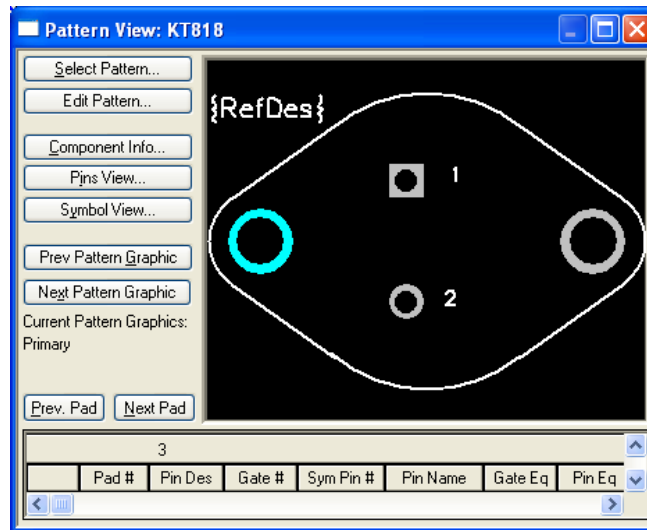 Pattern View: KT818
Select Pattern...
Edit Pattern...
{RefDes}
Component Info...
1
Pins View...
Symbol View...
Prev Pattern Graphic
Next Pattern Graphic
2
Current Pattern Graphics:
Primary
Prev. Pad Next Pad
3
Pad # Pin Des Gate # Sym Pin # Pin Name Gate Eq Pin Eq